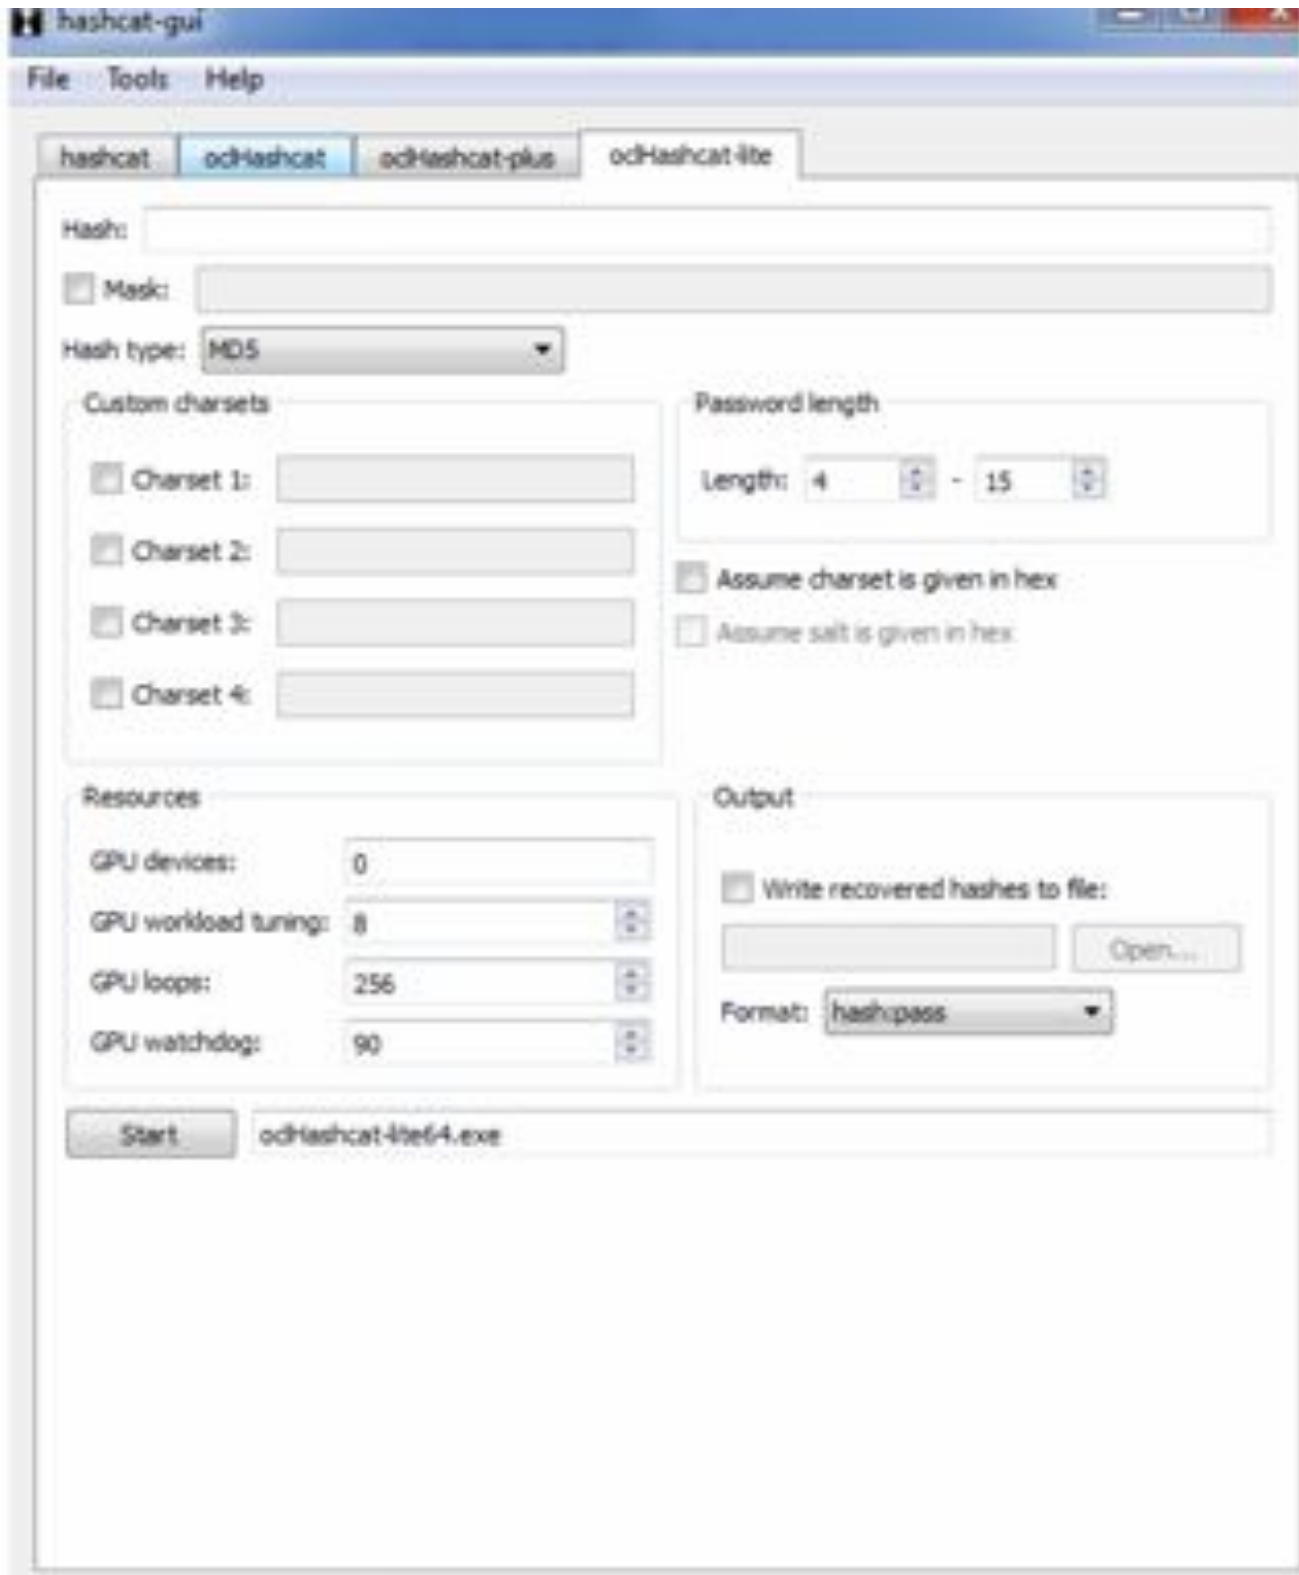 hashcat-gui
File Tools Help
hashcat oclHashcat oclHashcat-plus oclHashcat-lite
Hash:
Mask:
Hash type: MD5
Custom charsets
Charset 1:
Charset 2:
Charset 3:
Charset 4:
Password length
Length: 4 - 15
Assume charset is given in hex
Assume salt is given in hex
Resources
GPU devices: 0
GPU workload tuning: 8
GPU loops: 256
GPU watchdog: 90
Output
Write recovered hashes to file:
Open...
Format: hash:pass
Start oclHashcat-lite64.exe